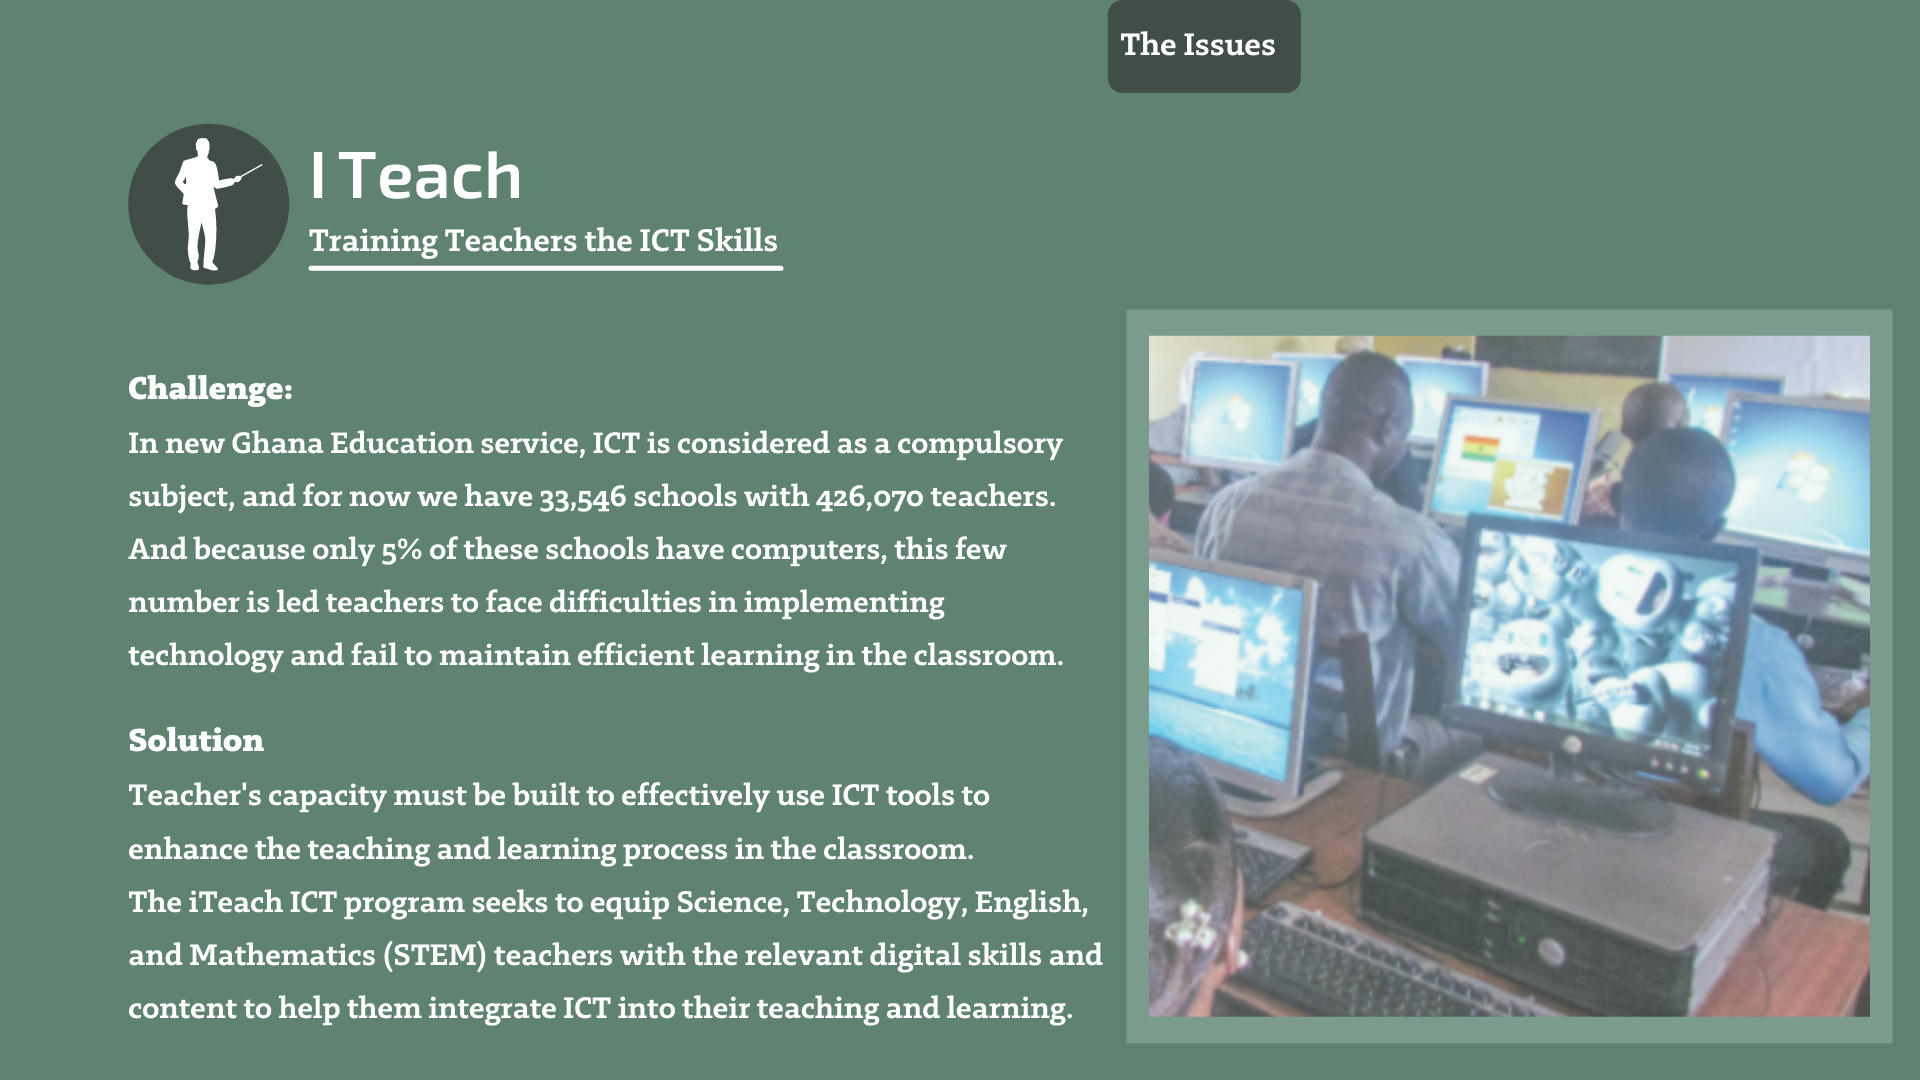 The Issues
I Teach
Training Teachers the ICT Skills
Challenge:
In new Ghana Education service, ICT is considered as a compulsory
subject, and for now we have 33,546 schools with 426,070 teachers.
And because only 5% of these schools have computers, this few
number is led teachers to face difficulties in implementing
technology and fail to maintain efficient learning in the classroom.
Solution
Teacher's capacity must be built to effectively use ICT tools to
enhance the teaching and learning process in the classroom.
The iTeach ICT program seeks to equip Science, Technology, English,
and Mathematics (STEM) teachers with the relevant digital skills and
content to help them integrate ICT into their teaching and learning.